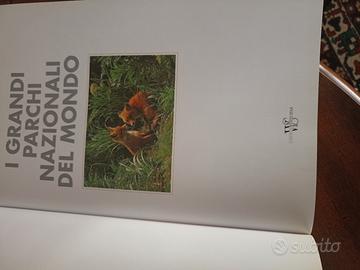 I GRANDI
PARCHI
NAZIONALI
DEL MONDO
subito